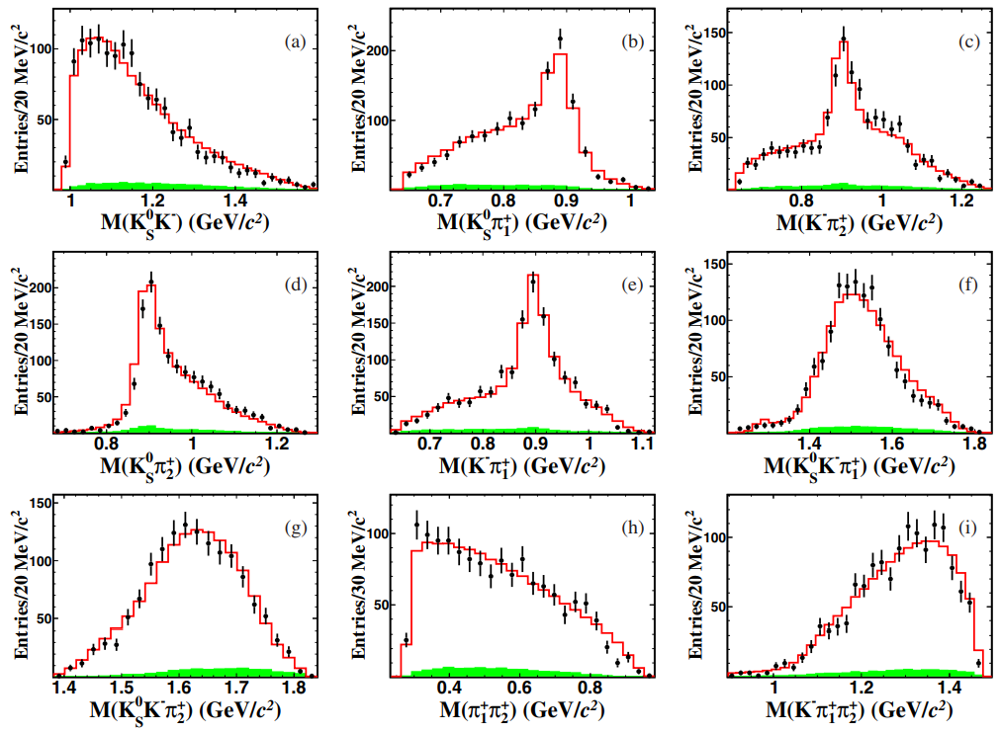 Entries/20 MeV/c²
100
50
1
1.2
1.4
M(K⁰_S K⁻) (GeV/c²)
(a)
Entries/20 MeV/c²
200
100
0.7
0.8
0.9
1
M(K⁰_S π⁺₁) (GeV/c²)
(b)
Entries/20 MeV/c²
150
100
50
0.8
1
1.2
M(K⁻π⁺₂) (GeV/c²)
(c)
Entries/20 MeV/c²
200
150
100
50
0.8
1
1.2
M(K⁰_S π⁺₂) (GeV/c²)
(d)
Entries/20 MeV/c²
200
150
100
50
0.7
0.8
0.9
1
1.1
M(K⁻π⁺₁) (GeV/c²)
(e)
Entries/20 MeV/c²
150
100
50
1.4
1.6
1.8
M(K⁰_S K⁻π⁺₁) (GeV/c²)
(f)
Entries/20 MeV/c²
150
100
50
1.4
1.5
1.6
1.7
1.8
M(K⁰_S K⁻π⁺₂) (GeV/c²)
(g)
Entries/30 MeV/c²
100
50
0.4
0.6
0.8
M(π⁺₁π⁺₂) (GeV/c²)
(h)
Entries/20 MeV/c²
100
50
1
1.2
1.4
M(K⁻π⁺₁π⁺₂) (GeV/c²)
(i)